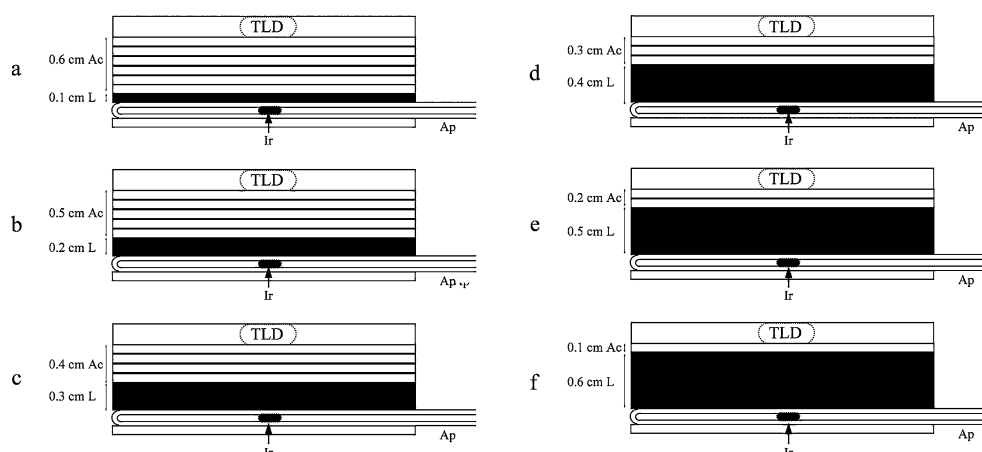 TLD
a
0.6 cm Ac
0.1 cm L
Ap
Ir
TLD
b
0.5 cm Ac
0.2 cm L
Ap
Ir
TLD
c
0.4 cm Ac
0.3 cm L
Ap
Ir
TLD
d
0.3 cm Ac
0.4 cm L
Ap
Ir
TLD
e
0.2 cm Ac
0.5 cm L
Ap
Ir
TLD
f
0.1 cm Ac
0.6 cm L
Ap
Ir